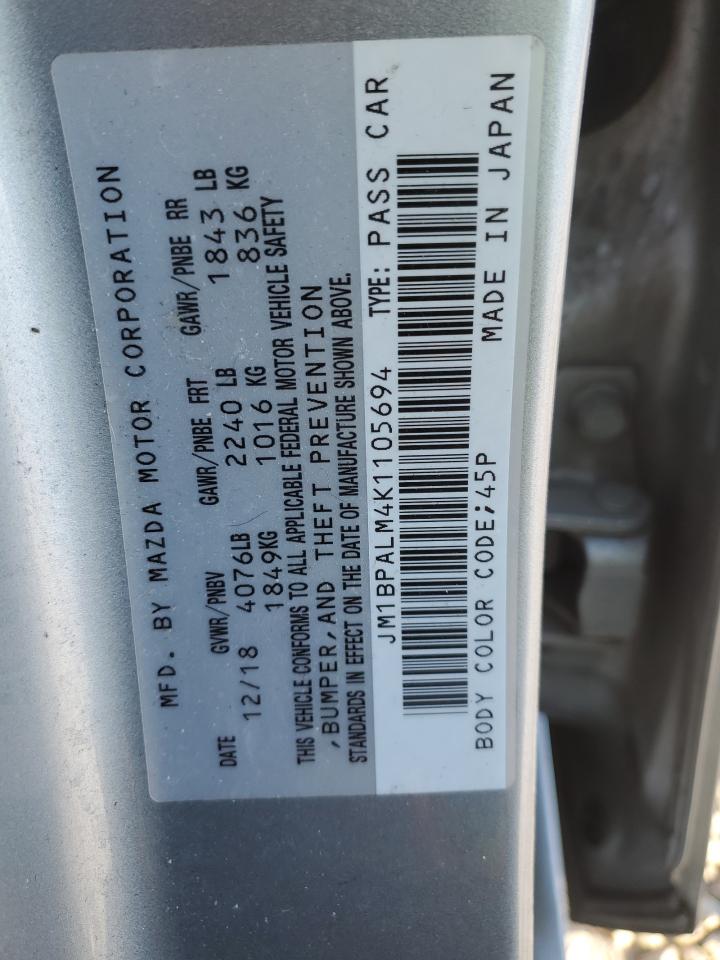 MFD. BY MAZDA MOTOR CORPORATION
DATE GVWR/PNBV GAWR/PNBE FRT GAWR/PNBE RR
12/18 4076LB 2240 LB 1843 LB
1849KG 1016 KG 836 KG
THIS VEHICLE CONFORMS TO ALL APPLICABLE FEDERAL MOTOR VEHICLE SAFETY
,BUMPER,AND THEFT PREVENTION
STANDARDS IN EFFECT ON THE DATE OF MANUFACTURE SHOWN ABOVE.
JM1BPALM4K1105694 TYPE: PASS CAR
BODY COLOR CODE;45P MADE IN JAPAN